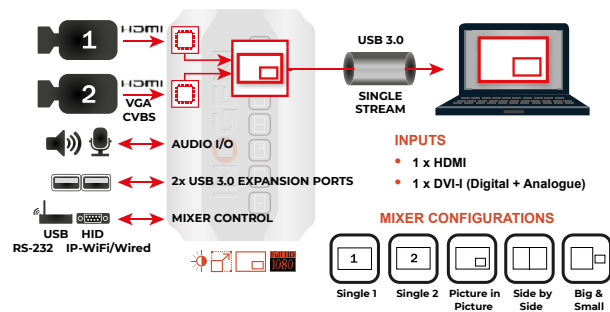 1
HDMI
USB 3.0
2
HDMI
VGA
CVBS
SINGLE
STREAM
AUDIO I/O
INPUTS
• 1 x HDMI
• 1 x DVI-I (Digital + Analogue)
2x USB 3.0 EXPANSION PORTS
MIXER CONTROL
USB HID
RS-232 IP-WiFi/Wired
MIXER CONFIGURATIONS
Full HD
1080
1
2
Single 1
Single 2
Picture in
Picture
Side by
Side
Big &
Small